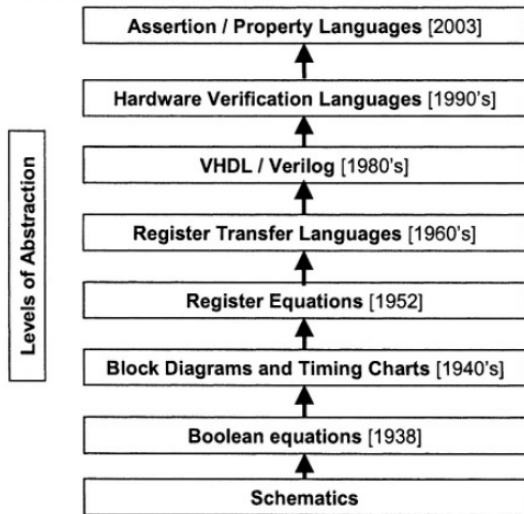 Assertion / Property Languages [2003]
Hardware Verification Languages [1990's]
VHDL / Verilog [1980's]
Register Transfer Languages [1960's]
Register Equations [1952]
Block Diagrams and Timing Charts [1940's]
Boolean equations [1938]
Schematics
Levels of Abstraction